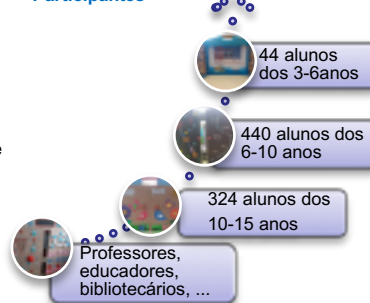 Participantes
44 alunos
dos 3-6anos
e
440 alunos dos
6-10 anos
324 alunos dos
10-15 anos
Professores,
educadores,
bibliotecários, ...